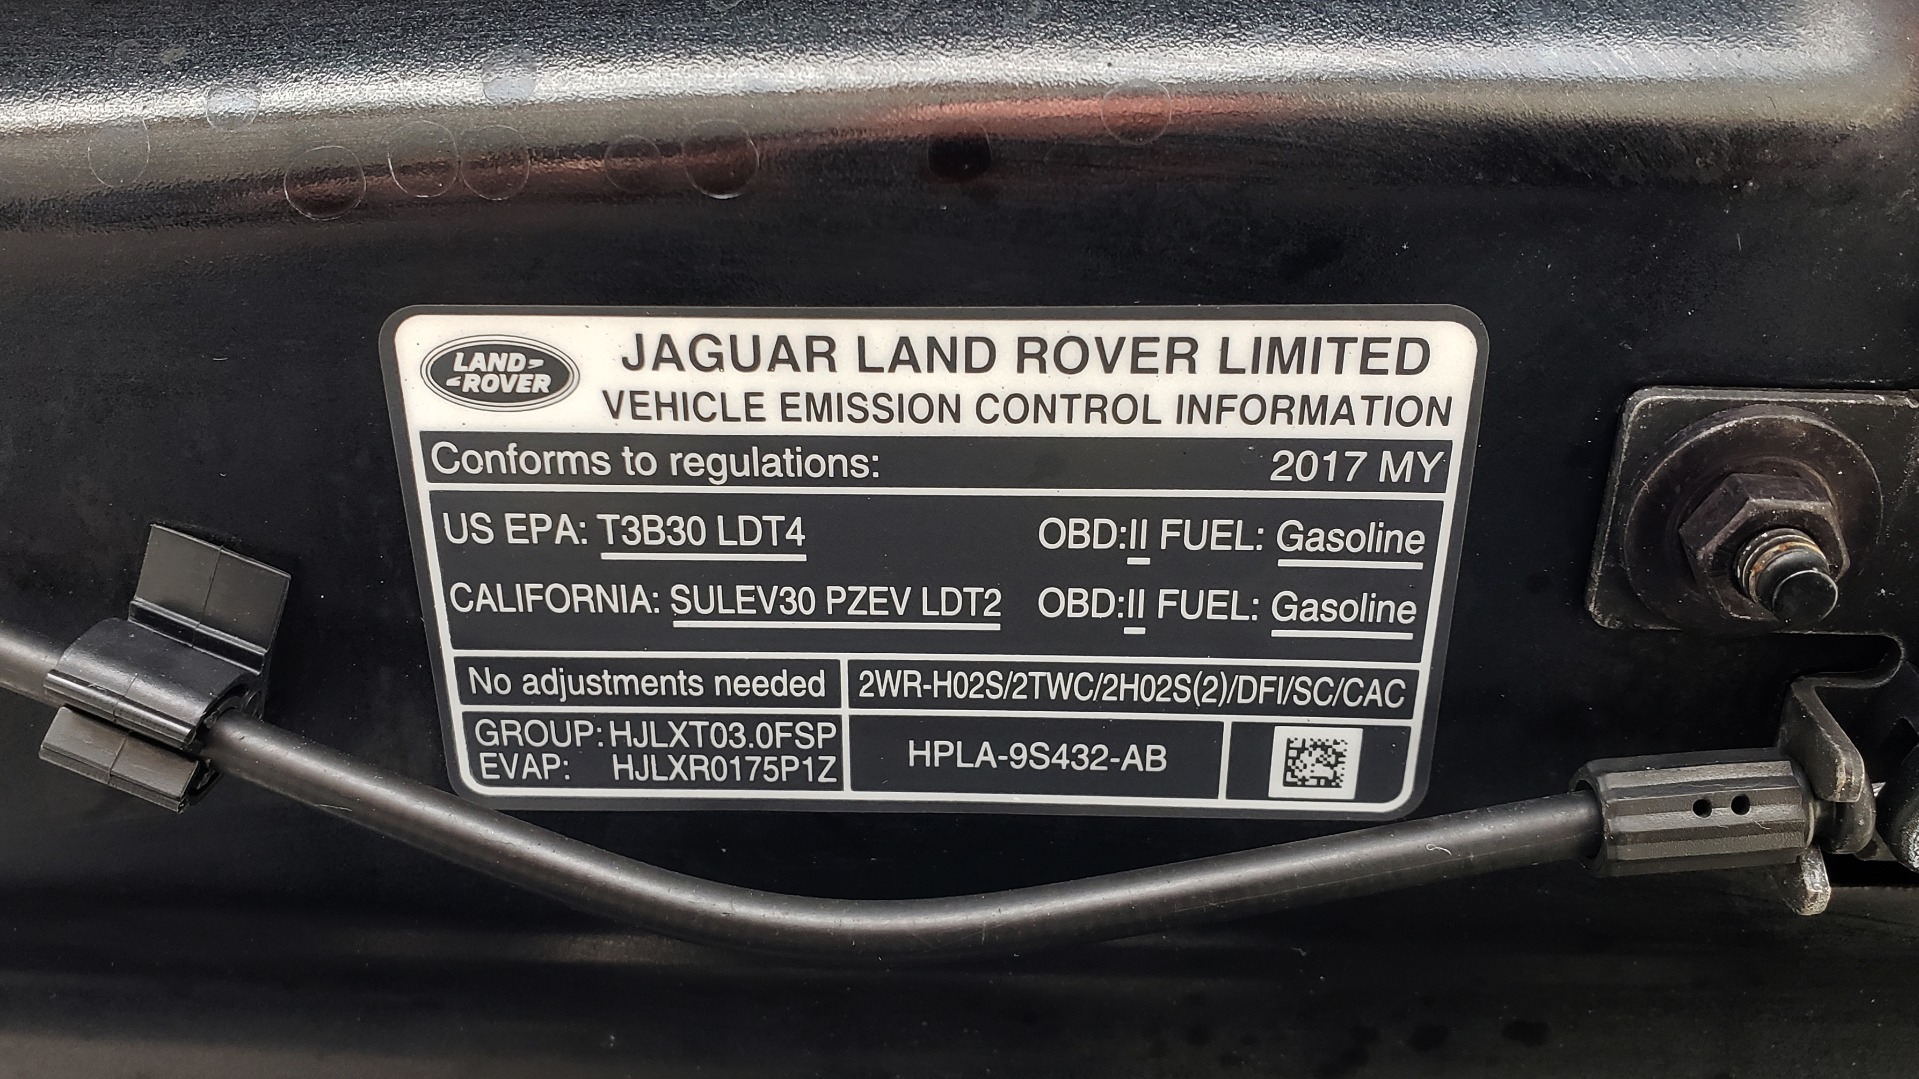 LAND-
-ROVER
JAGUAR LAND ROVER LIMITED
VEHICLE EMISSION CONTROL INFORMATION
Conforms to regulations: 2017 MY
US EPA: T3B30 LDT4 OBD:II FUEL: Gasoline
CALIFORNIA: SULEV30 PZEV LDT2 OBD:II FUEL: Gasoline
No adjustments needed 2WR-H02S/2TWC/2H02S(2)/DFI/SC/CAC
GROUP: HJLXT03.0FSP
EVAP: HJLXR0175P1Z
HPLA-9S432-AB